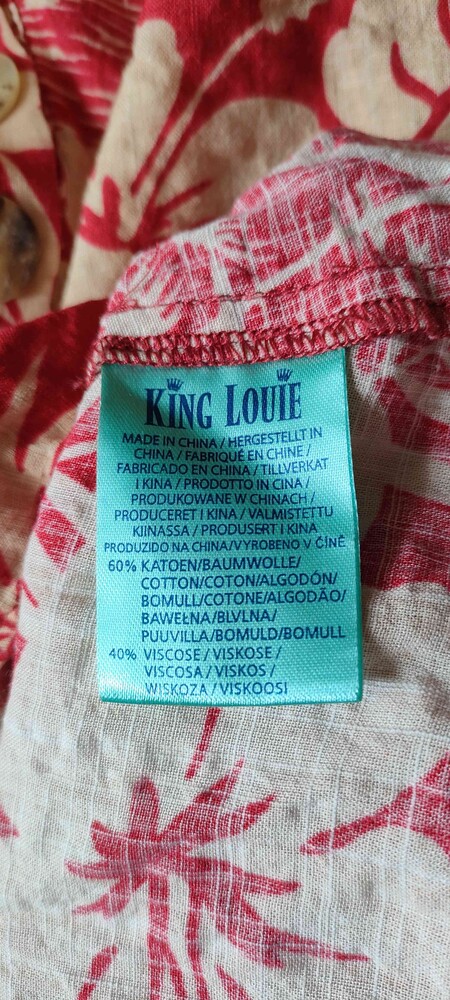 KING LOUIE
MADE IN CHINA / HERGESTELLT IN
CHINA / FABRIQUÉ EN CHINE /
FABRICADO EN CHINA / TILLVERKAT
I KINA / PRODOTTO IN CINA /
PRODUKOWANE W CHINACH /
PRODUCERET I KINA / VALMISTETTU
KIINASSA / PRODUSERT I KINA
PRODUZIDO NA CHINA/VYROBENO V ČÍNĚ
60% KATOEN/BAUMWOLLE/
COTTON/COTON/ALGODÓN/
BOMULL/COTONE/ALGODÃO/
BAWEŁNA/BLVLNA/
PUUVILLA/BOMULD/BOMULL
40% VISCOSE / VISKOSE /
VISCOSA / VISKOS /
WISKOZA / VISKOOSI